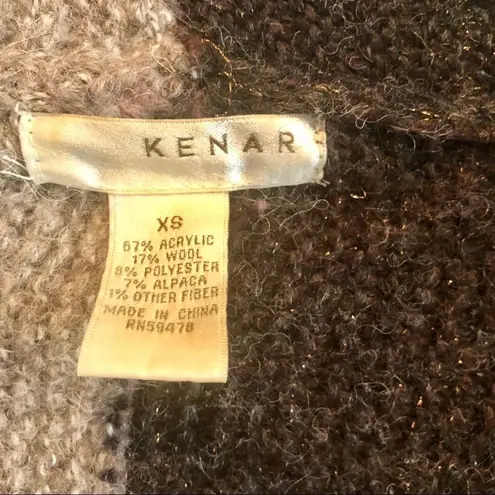 KENAR
XS
67% ACRYLIC
17% WOOL
8% POLYESTER
7% ALPACA
1% OTHER FIBER
MADE IN CHINA
RN59478